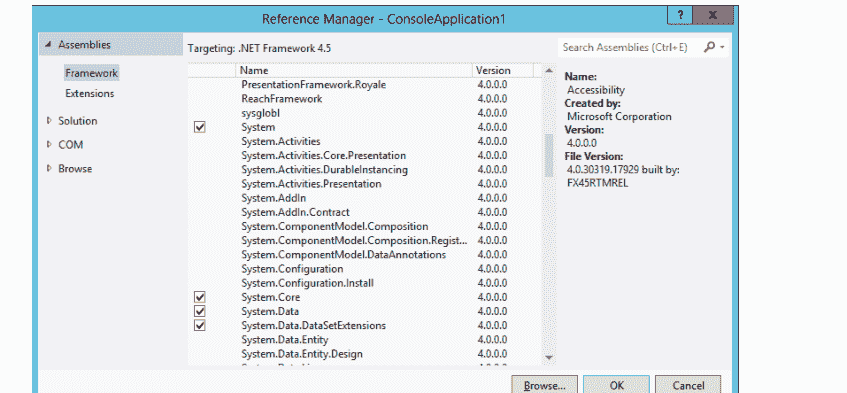 Reference Manager - ConsoleApplication1
? x
Assemblies
Framework
Extensions
Solution
COM
Browse
Targeting: .NET Framework 4.5
Search Assemblies (Ctrl+E)
Name Version
PresentationFramework.Royale 4.0.0.0
ReachFramework 4.0.0.0
sysglobl 4.0.0.0
System 4.0.0.0
System.Activities 4.0.0.0
System.Activities.Core.Presentation 4.0.0.0
System.Activities.DurableInstancing 4.0.0.0
System.Activities.Presentation 4.0.0.0
System.AddIn 4.0.0.0
System.AddIn.Contract 4.0.0.0
System.ComponentModel.Composition 4.0.0.0
System.ComponentModel.Composition.Regist... 4.0.0.0
System.ComponentModel.DataAnnotations 4.0.0.0
System.Configuration 4.0.0.0
System.Configuration.Install 4.0.0.0
System.Core 4.0.0.0
System.Data 4.0.0.0
System.Data.DataSetExtensions 4.0.0.0
System.Data.Entity 4.0.0.0
System.Data.Entity.Design 4.0.0.0
Name:
Accessibility
Created by:
Microsoft Corporation
Version:
4.0.0.0
File Version:
4.0.30319.17929 built by:
FX45RTMREL
Browse... OK Cancel